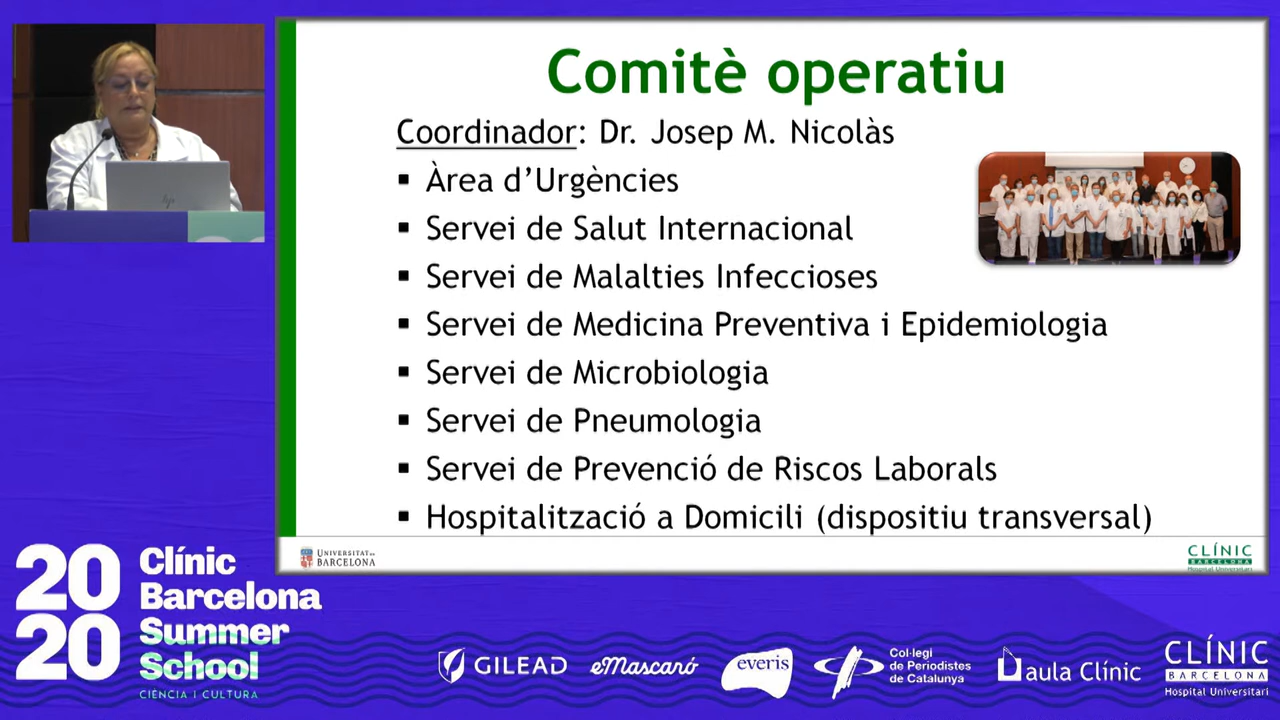 Comitè operatiu
Coordinador: Dr. Josep M. Nicolàs
▪ Àrea d’Urgències
▪ Servei de Salut Internacional
▪ Servei de Malalties Infeccioses
▪ Servei de Medicina Preventiva i Epidemiologia
▪ Servei de Microbiologia
▪ Servei de Pneumologia
▪ Servei de Prevenció de Riscos Laborals
▪ Hospitalització a Domicili (dispositiu transversal)
UNIVERSITAT DE
BARCELONA
CLÍNIC
BARCELONA
Hospital Universitari
2020
Clínic
Barcelona
Summer
School
CIÈNCIA I CULTURA
GILEAD
eMascaró
everis
Col·legi
de Periodistes
de Catalunya
aula Clínic
CLÍNIC
BARCELONA
Hospital Universitari